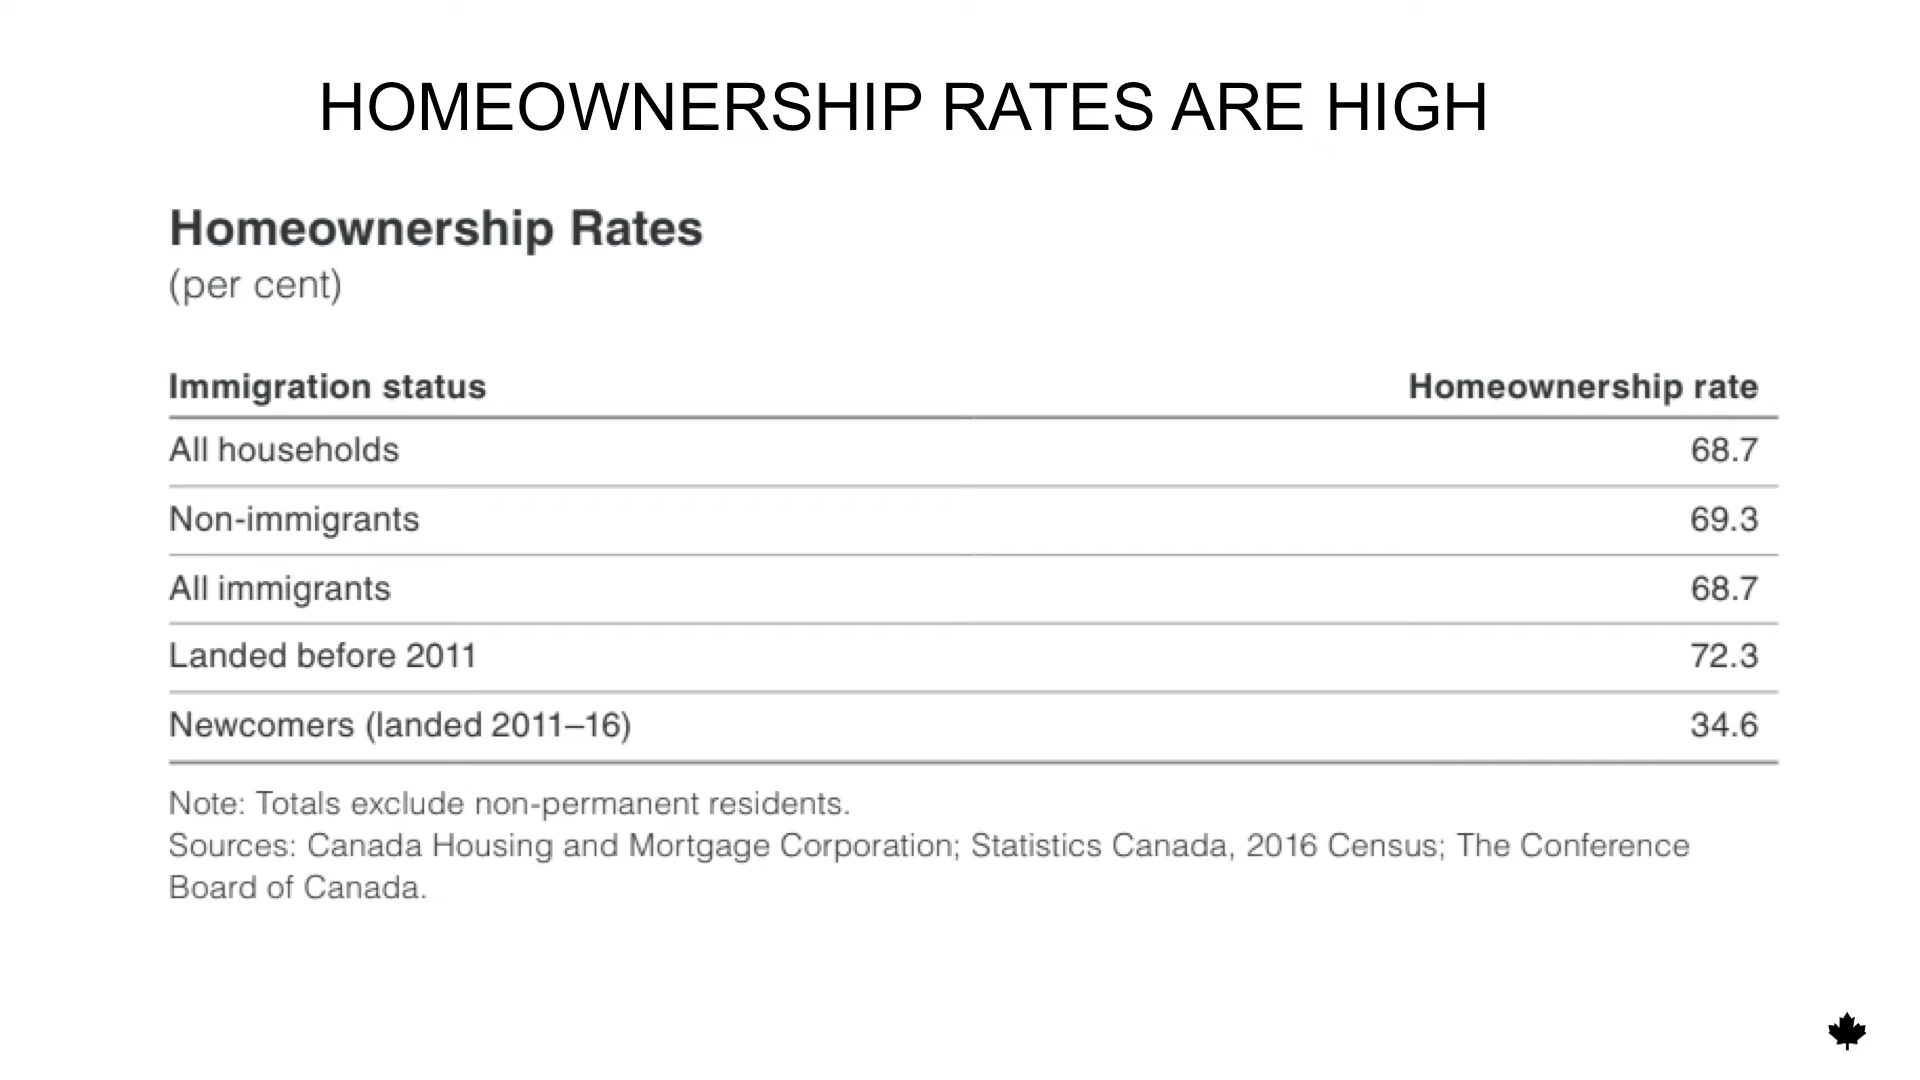 HOMEOWNERSHIP RATES ARE HIGH
Homeownership Rates
(per cent)
Immigration status Homeownership rate
All households 68.7
Non-immigrants 69.3
All immigrants 68.7
Landed before 2011 72.3
Newcomers (landed 2011–16) 34.6
Note: Totals exclude non-permanent residents.
Sources: Canada Housing and Mortgage Corporation; Statistics Canada, 2016 Census; The Conference
Board of Canada.